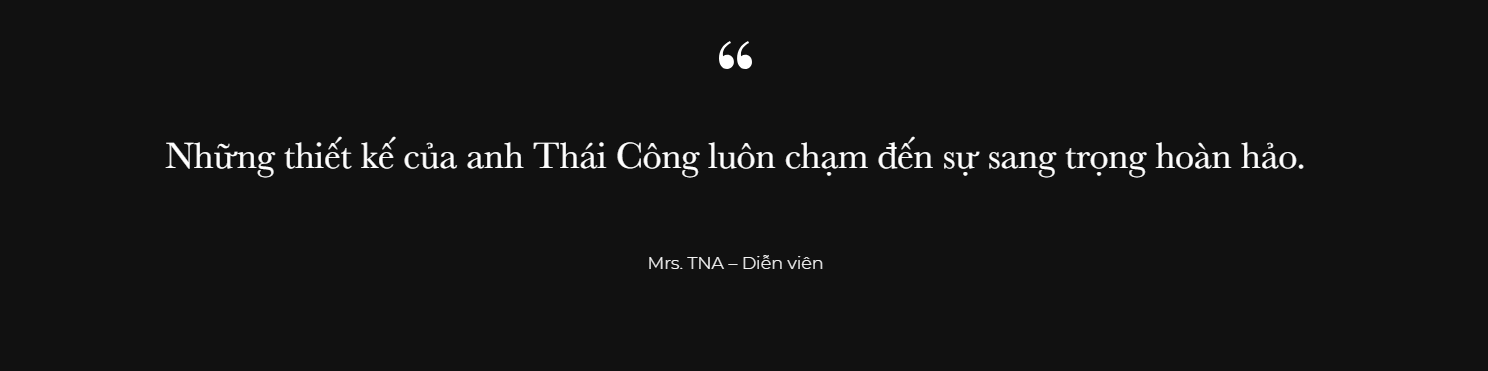 “
Những thiết kế của anh Thái Công luôn chạm đến sự sang trọng hoàn hảo.
Mrs. TNA – Diễn viên